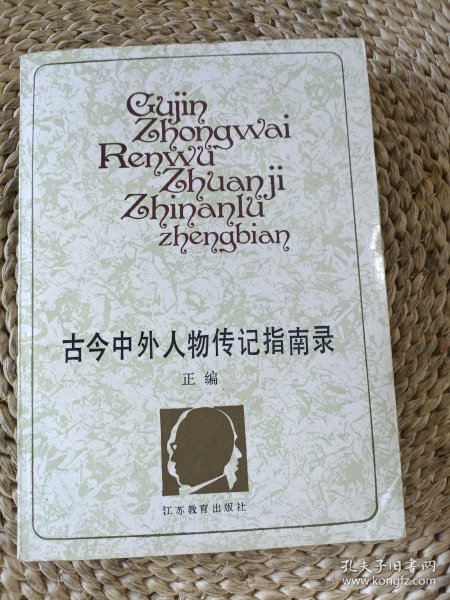 Gujin
Zhongwai
Renwu
Zhuanji
Zhinanlu
zhengbian
古今中外人物传记指南录
正编
江苏教育出版社
孔夫子旧书网
www.kongfz.com